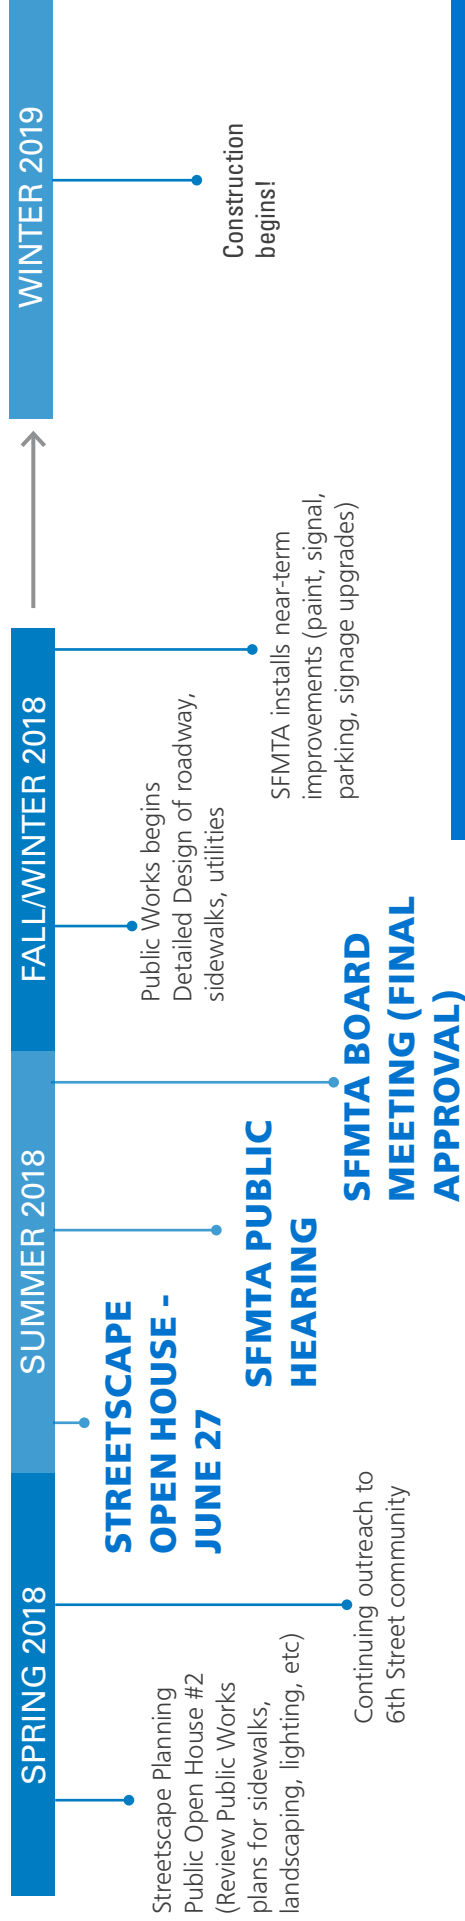 SPRING 2018
Streetscape Planning
Public Open House #2
(Review Public Works
plans for sidewalks,
landscaping, lighting, etc)
Continuing outreach to
6th Street community
SUMMER 2018
STREETSCAPE
OPEN HOUSE -
JUNE 27
SFMTA PUBLIC
HEARING
SFMTA BOARD
MEETING (FINAL
APPROVAL)
FALL/WINTER 2018
Public Works begins
Detailed Design of roadway,
sidewalks, utilities
SFMTA installs near-term
improvements (paint, signal,
parking, signage upgrades)
WINTER 2019
Construction
begins!